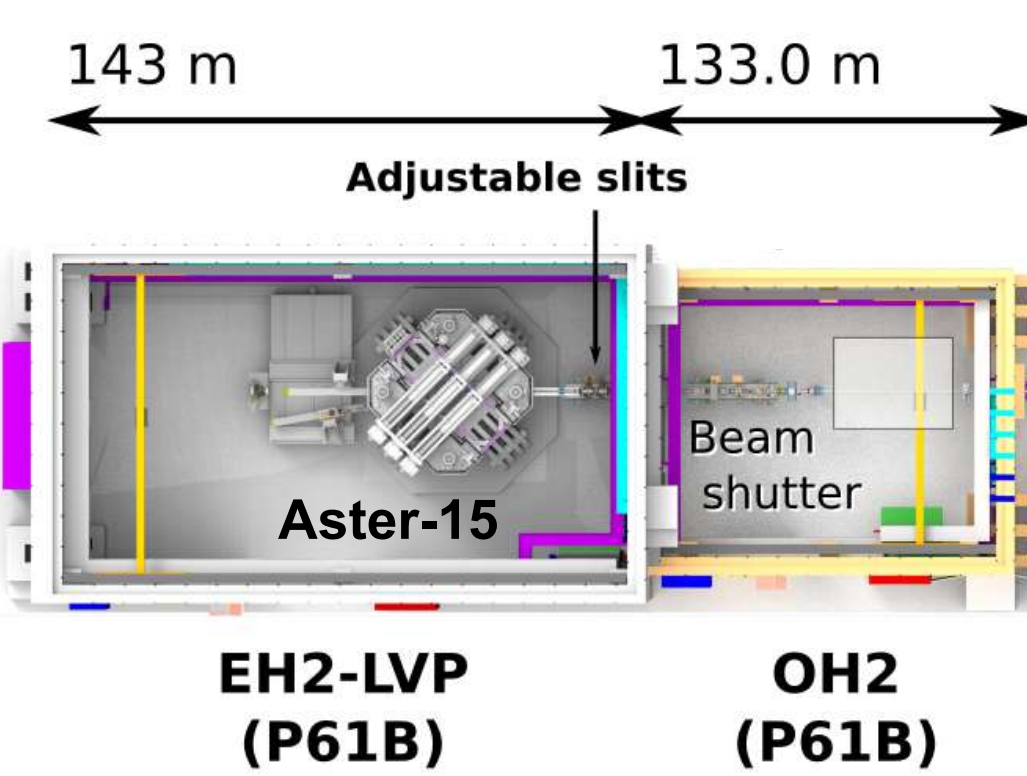 143 m
133.0 m
Adjustable slits
Beam
shutter
Aster-15
EH2-LVP
(P61B)
OH2
(P61B)